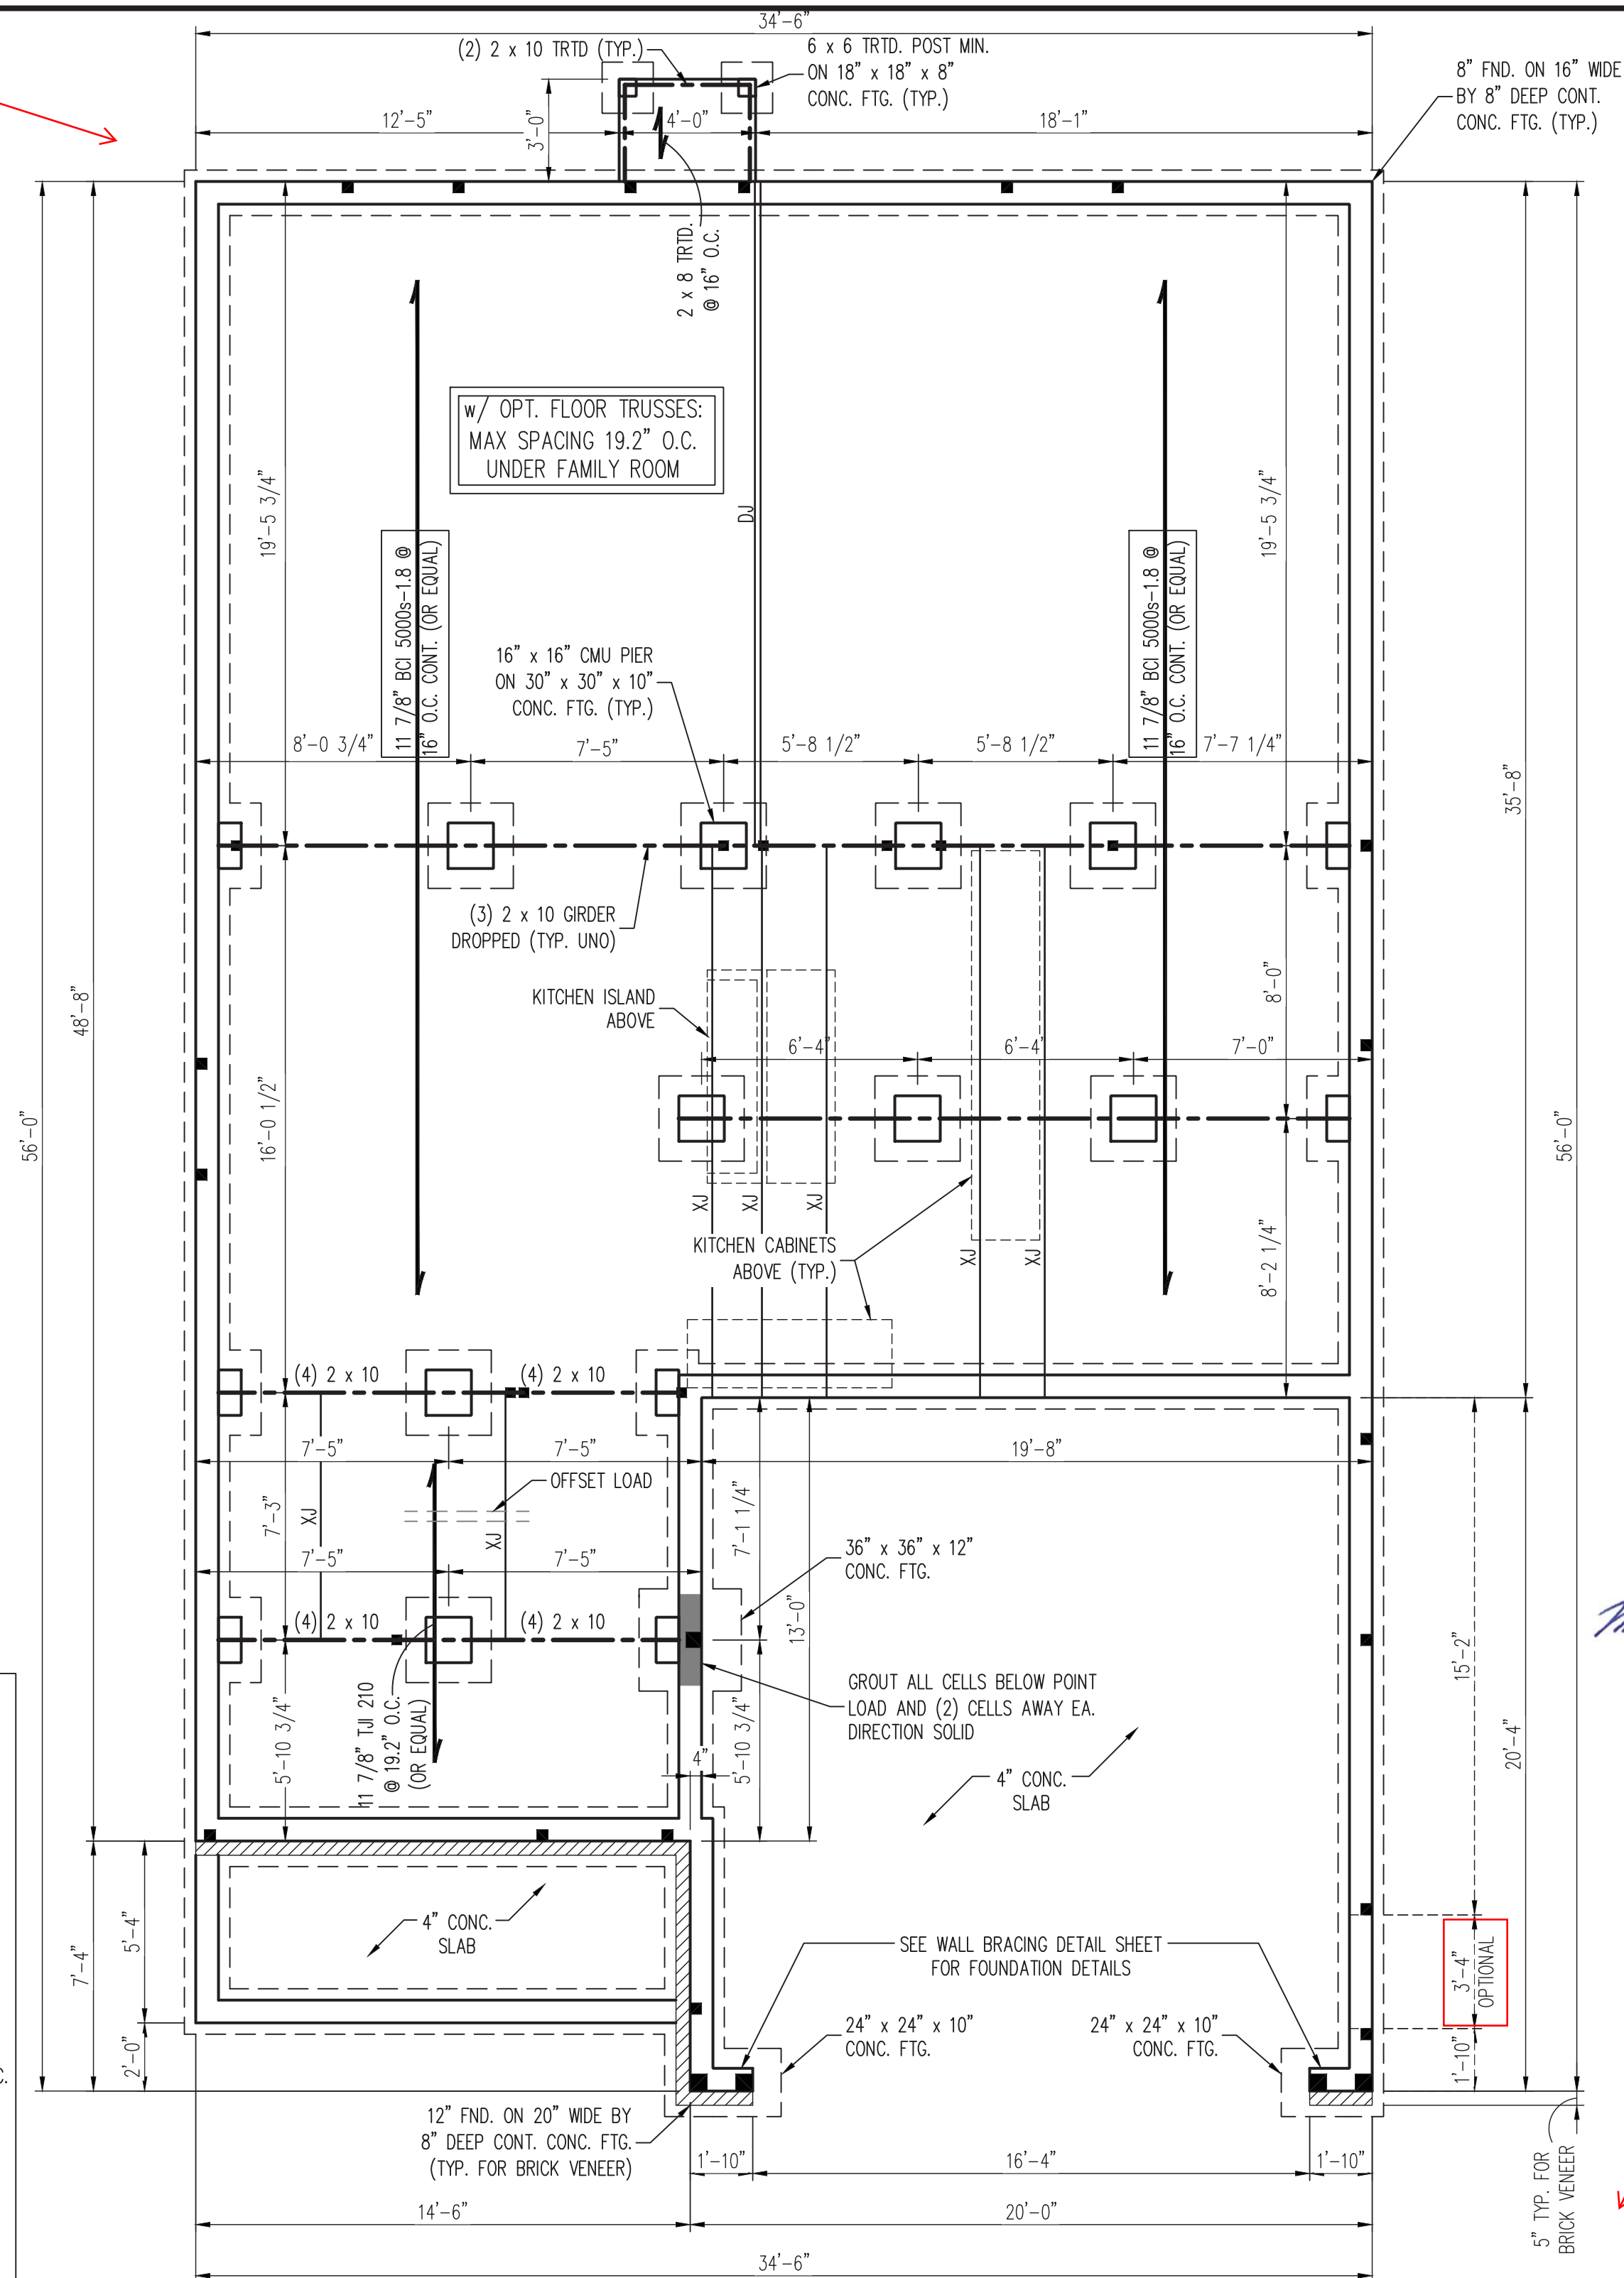 34'-6"
(2) 2 x 10 TRTD (TYP.)
6 x 6 TRTD. POST MIN.
ON 18" x 18" x 8"
CONC. FTG. (TYP.)
8" FND. ON 16" WIDE
BY 8" DEEP CONT.
CONC. FTG. (TYP.)
12'-5"
3'-0"
4'-0"
18'-1"
2 x 8 TRTD.
@ 16" O.C.
w/ OPT. FLOOR TRUSSES:
MAX SPACING 19.2" O.C.
UNDER FAMILY ROOM
19'-5 3/4"
DJ
19'-5 3/4"
11 7/8" BCI 5000s-1.8 @
16" O.C. CONT. (OR EQUAL)
11 7/8" BCI 5000s-1.8 @
16" O.C. CONT. (OR EQUAL)
16" x 16" CMU PIER
ON 30" x 30" x 10"
CONC. FTG. (TYP.)
8'-0 3/4"
7'-5"
5'-8 1/2"
5'-8 1/2"
7'-7 1/4"
35'-8"
(3) 2 x 10 GIRDER
DROPPED (TYP. UNO)
48'-8"
KITCHEN ISLAND
ABOVE
8'-0"
6'-4"
6'-4"
7'-0"
56'-0"
16'-0 1/2"
56'-0"
XJ
XJ
XJ
KITCHEN CABINETS
ABOVE (TYP.)
XJ
XJ
8'-2 1/4"
(4) 2 x 10
(4) 2 x 10
7'-5"
7'-5"
19'-8"
OFFSET LOAD
7'-3"
XJ
XJ
7'-1 1/4"
36" x 36" x 12"
CONC. FTG.
7'-5"
7'-5"
13'-0"
(4) 2 x 10
(4) 2 x 10
15'-2"
GROUT ALL CELLS BELOW POINT
LOAD AND (2) CELLS AWAY EA.
DIRECTION SOLID
5'-10 3/4"
11 7/8" TJI 210
@ 19.2" O.C.
(OR EQUAL)
4"
5'-10 3/4"
20'-4"
4" CONC.
SLAB
4" CONC.
SLAB
5'-4"
7'-4"
SEE WALL BRACING DETAIL SHEET
FOR FOUNDATION DETAILS
3'-4"
OPTIONAL
24" x 24" x 10"
CONC. FTG.
24" x 24" x 10"
CONC. FTG.
2'-0"
1'-10"
12" FND. ON 20" WIDE BY
8" DEEP CONT. CONC. FTG.
(TYP. FOR BRICK VENEER)
1'-10"
16'-4"
1'-10"
5" TYP. FOR
BRICK VENEER
14'-6"
20'-0"
34'-6"